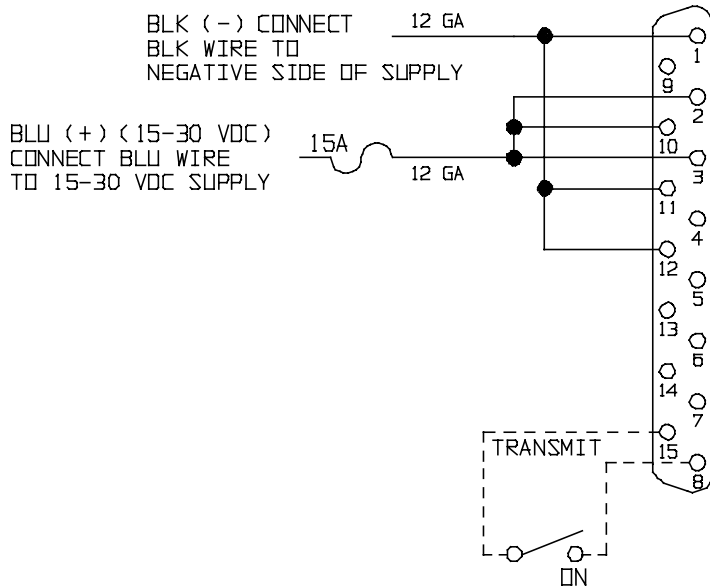 BLK (-) CONNECT
BLK WIRE TO
NEGATIVE SIDE OF SUPPLY
12 GA
BLU (+) (15-30 VDC)
CONNECT BLU WIRE
TO 15-30 VDC SUPPLY
15A
12 GA
1
9
2
10
3
11
4
12
5
13
6
14
7
15
8
TRANSMIT
ON